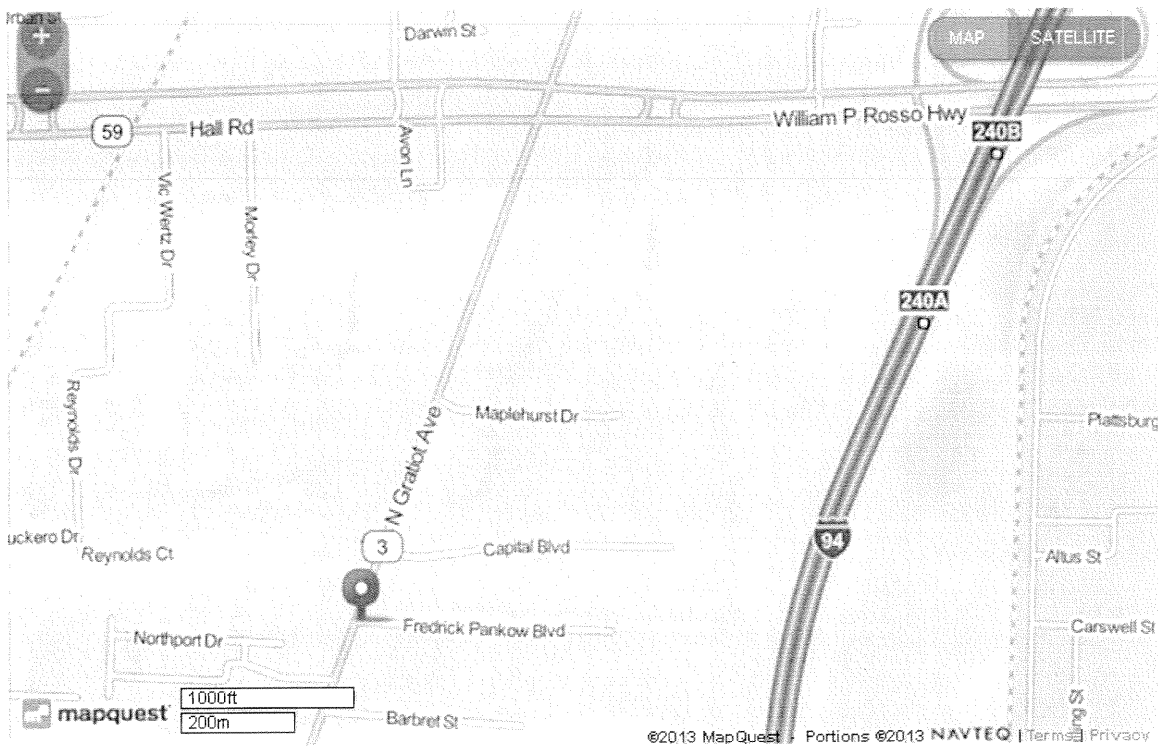 Darwin St
MAP
SATELLITE
+
-
59
Hall Rd
William P Rosso Hwy
240B
Avon Ln
Vic Wertz Dr
Morley Dr
240A
Reynolds Dr
N Gratiot Ave
Maplehurst Dr
Plattsburg
uckero Dr
Reynolds Ct
3
Capital Blvd
94
Altus St
Northport Dr
Fredrick Pankow Blvd
Carswell St
mapquest
1000ft
200m
Barbret St
©2013 MapQuest - Portions ©2013 NAVTEQ | Terms | Privacy